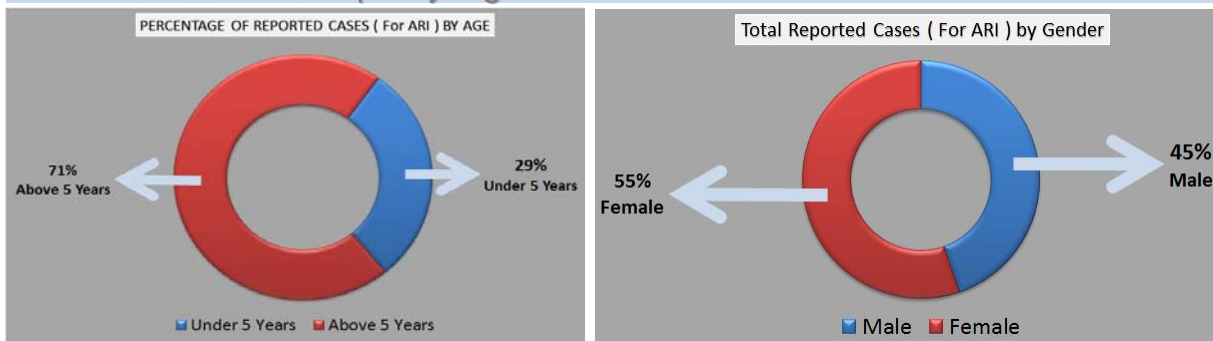 PERCENTAGE OF REPORTED CASES ( For ARI ) BY AGE
71%
Above 5 Years
29%
Under 5 Years
Under 5 Years Above 5 Years
Total Reported Cases ( For ARI ) by Gender
55%
Female
45%
Male
Male Female